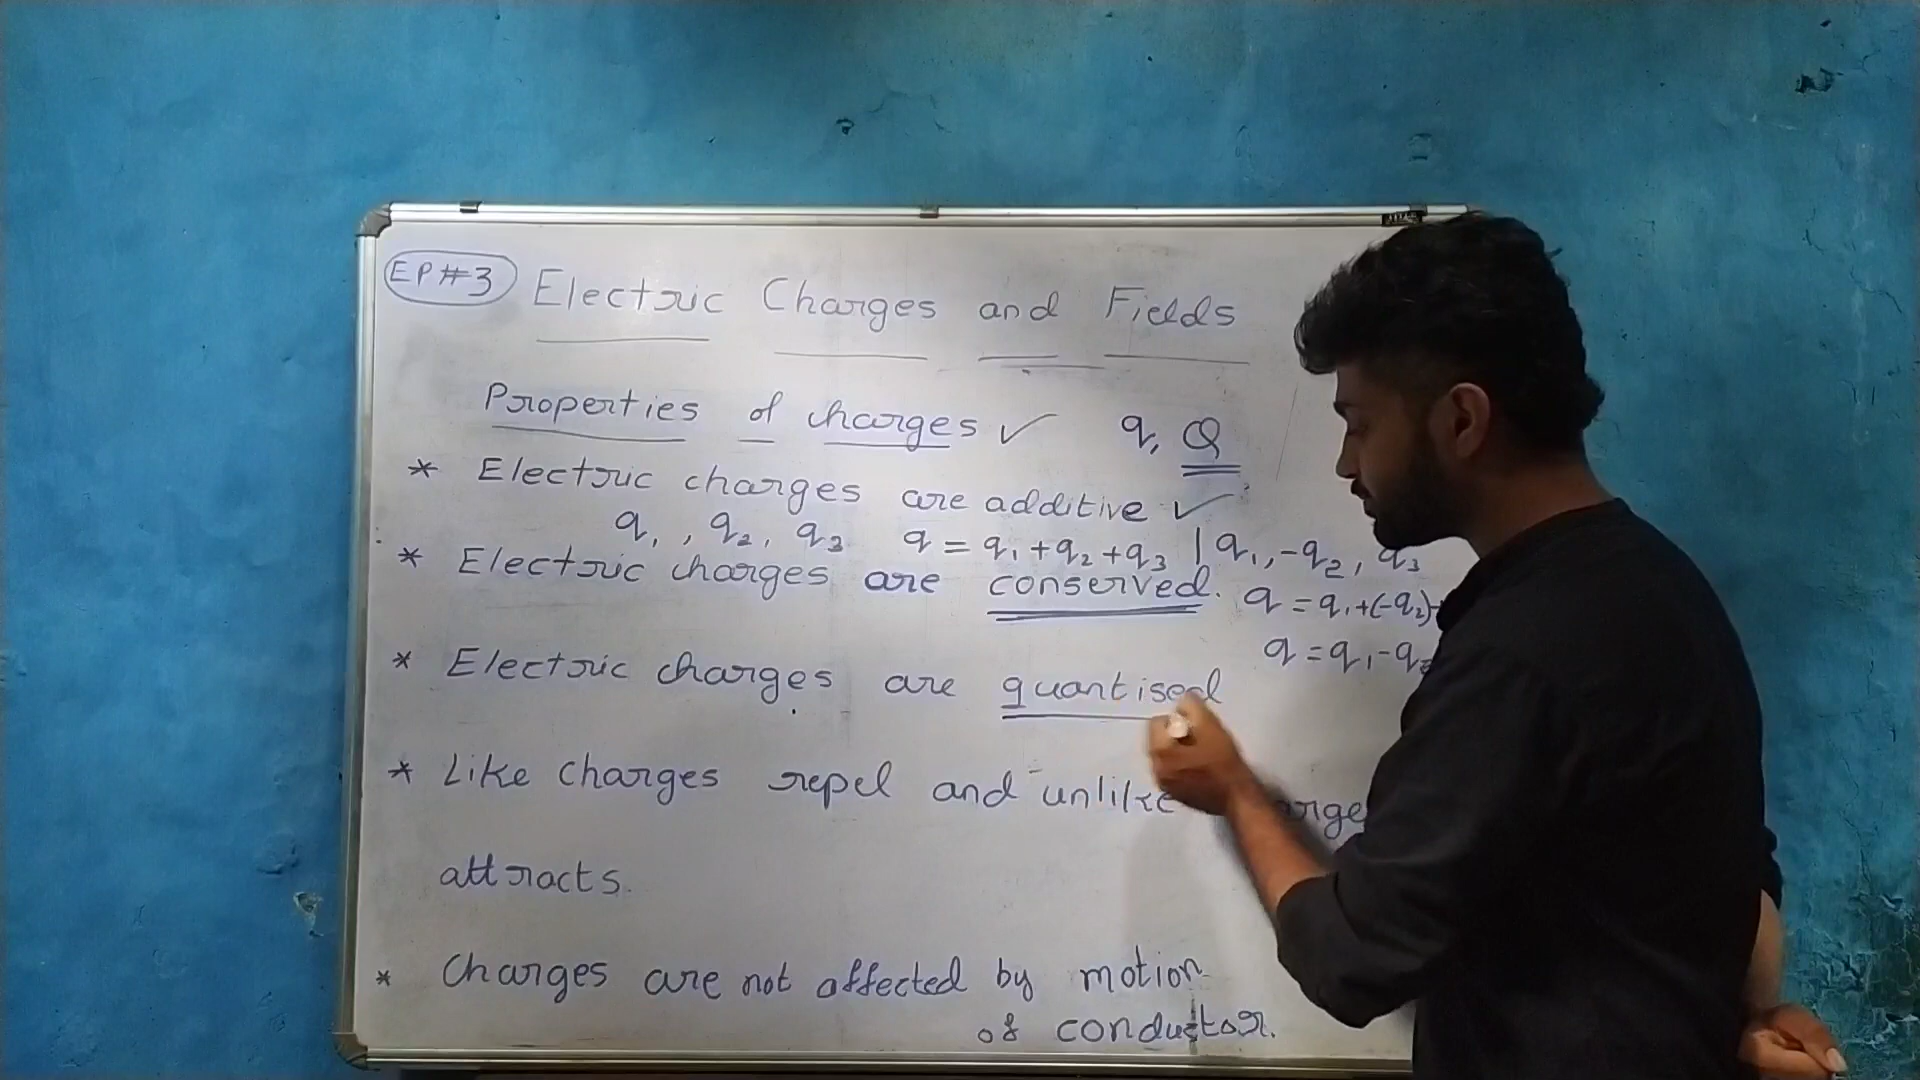 EP#3 Electric Charges and Fields
Properties of charges ✓ q, Q
* Electric charges are additive ✓
q₁, q₂, q₃ q = q₁+q₂+q₃ | q₁, -q₂, q₃
* Electric charges are conserved. q = q₁+(-q₂)+
q = q₁-q₂
* Electric charges are quantised
* Like charges repel and unlike
attracts.
* Charges are not affected by motion
of conductor.